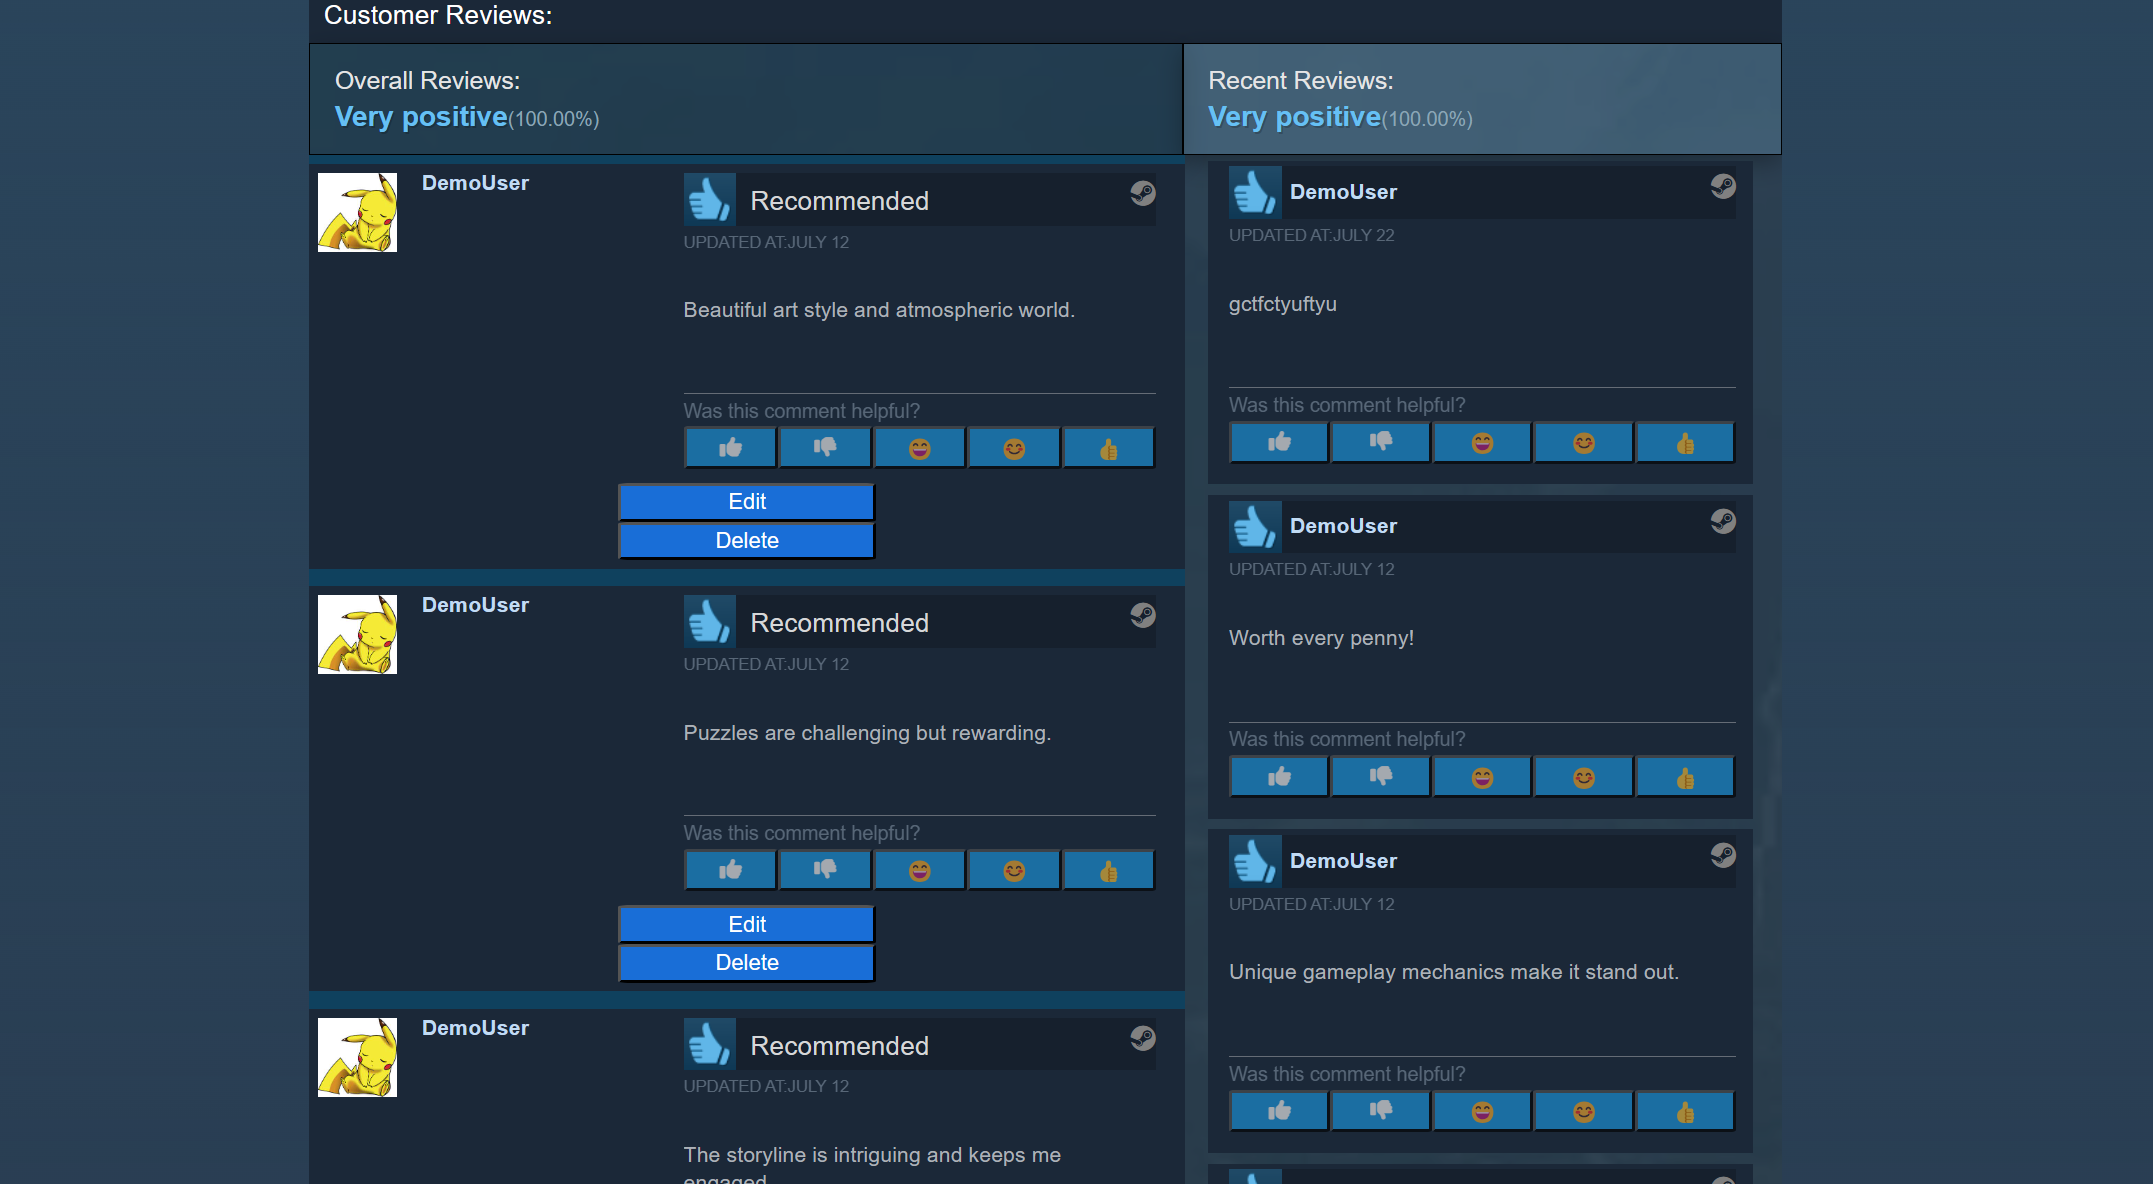 Customer Reviews:
Overall Reviews:
Very positive(100.00%)
DemoUser
Recommended
UPDATED AT:JULY 12
Beautiful art style and atmospheric world.
Was this comment helpful?
Edit
Delete
DemoUser
Recommended
UPDATED AT:JULY 12
Puzzles are challenging but rewarding.
Was this comment helpful?
Edit
Delete
DemoUser
Recommended
UPDATED AT:JULY 12
The storyline is intriguing and keeps me
engaged
Recent Reviews:
Very positive(100.00%)
DemoUser
UPDATED AT:JULY 22
gctfctyuftyu
Was this comment helpful?
DemoUser
UPDATED AT:JULY 12
Worth every penny!
Was this comment helpful?
DemoUser
UPDATED AT:JULY 12
Unique gameplay mechanics make it stand out.
Was this comment helpful?